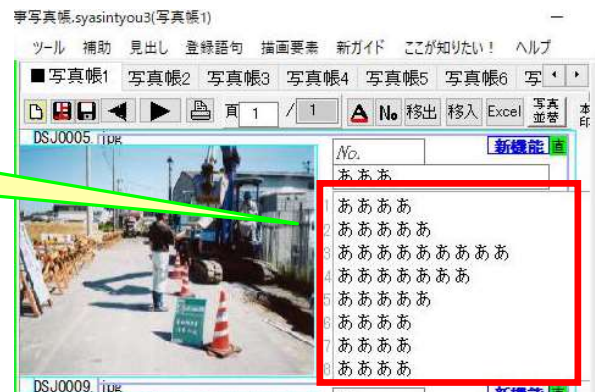 事写真帳.syasintyou3(写真帳1)
ツール 補助 見出し 登録語句 描画要素 新ガイド ここが知りたい! ヘルプ
■写真帳1 写真帳2 写真帳3 写真帳4 写真帳5 写真帳6 写
頁 1 / 1 A No 移出 移入 Excel 写真並替 本印
DSJ0005.jpg
No. 新機能 直
あああ
1 ああああ
2 あああああ
3 あああああああああ
4 あああああああ
5 あああああ
6 ああああ
7 ああああ
8 ああああ
DSJ0009.jpg
新機能 直